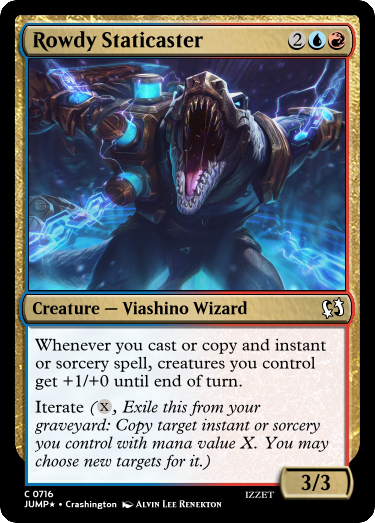 Rowdy Staticaster 2
Creature — Viashino Wizard
Whenever you cast or copy and instant
or sorcery spell, creatures you control
get +1/+0 until end of turn.
Iterate (X, Exile this from your
graveyard: Copy target instant or sorcery
you control with mana value X. You may
choose new targets for it.)
3/3
C 0716 IZZET
JUMP★ • Crashington ALVIN LEE RENEKTON